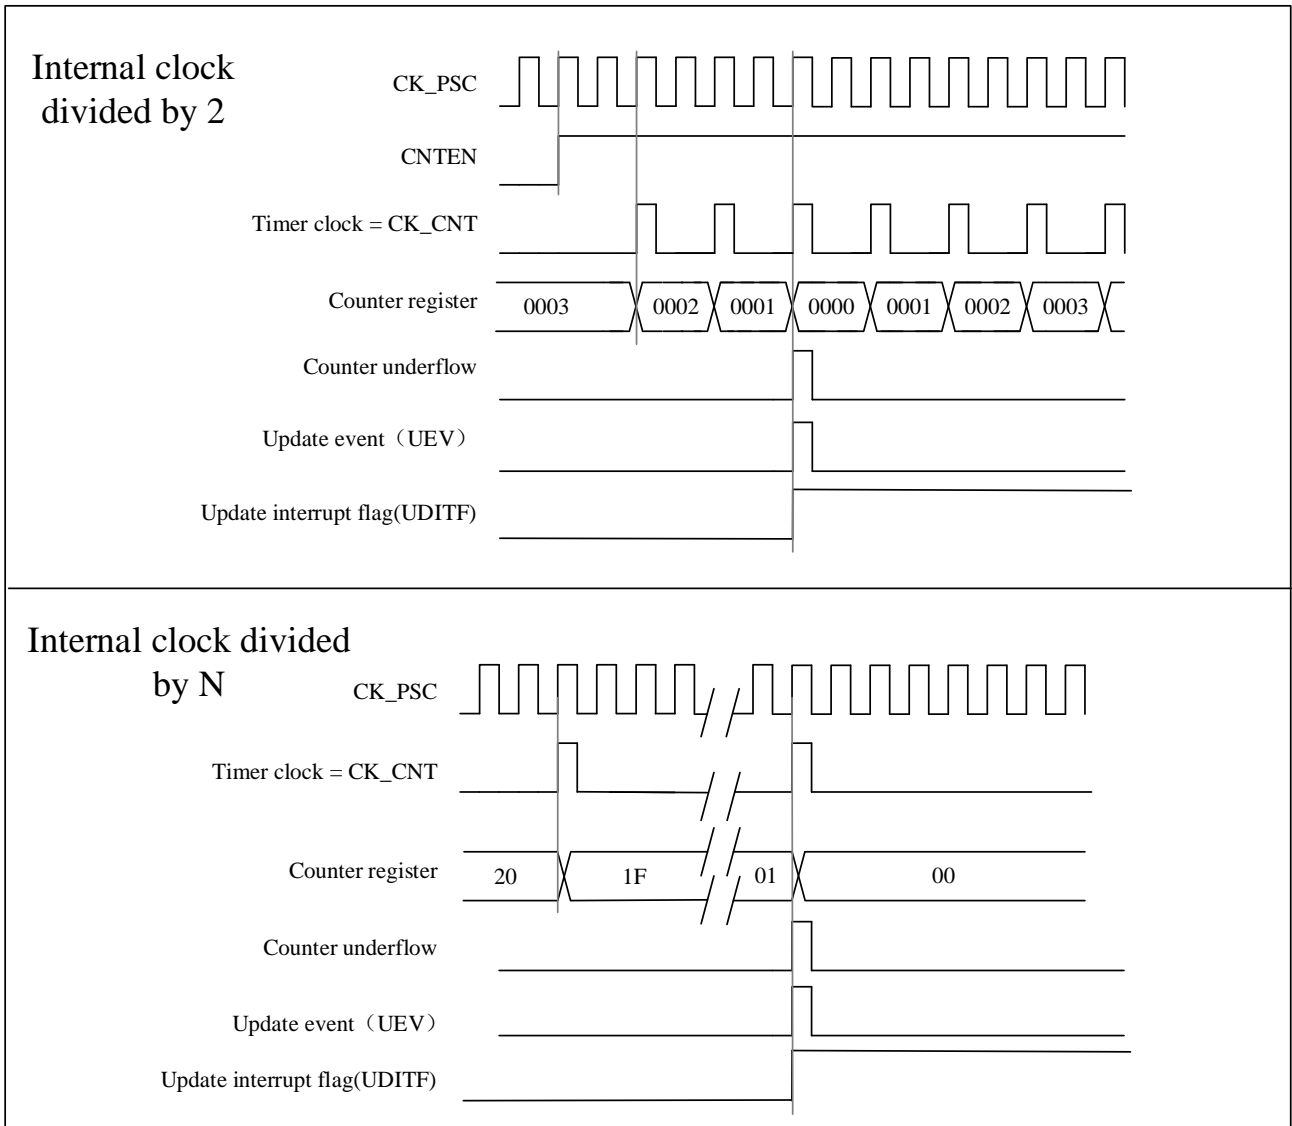 Internal clock
divided by 2
CK_PSC
CNTEN
Timer clock = CK_CNT
Counter register
0003 0002 0001 0000 0001 0002 0003
Counter underflow
Update event（UEV）
Update interrupt flag(UDITF)
Internal clock divided
by N
CK_PSC
Timer clock = CK_CNT
Counter register
20 1F 01 00
Counter underflow
Update event（UEV）
Update interrupt flag(UDITF)